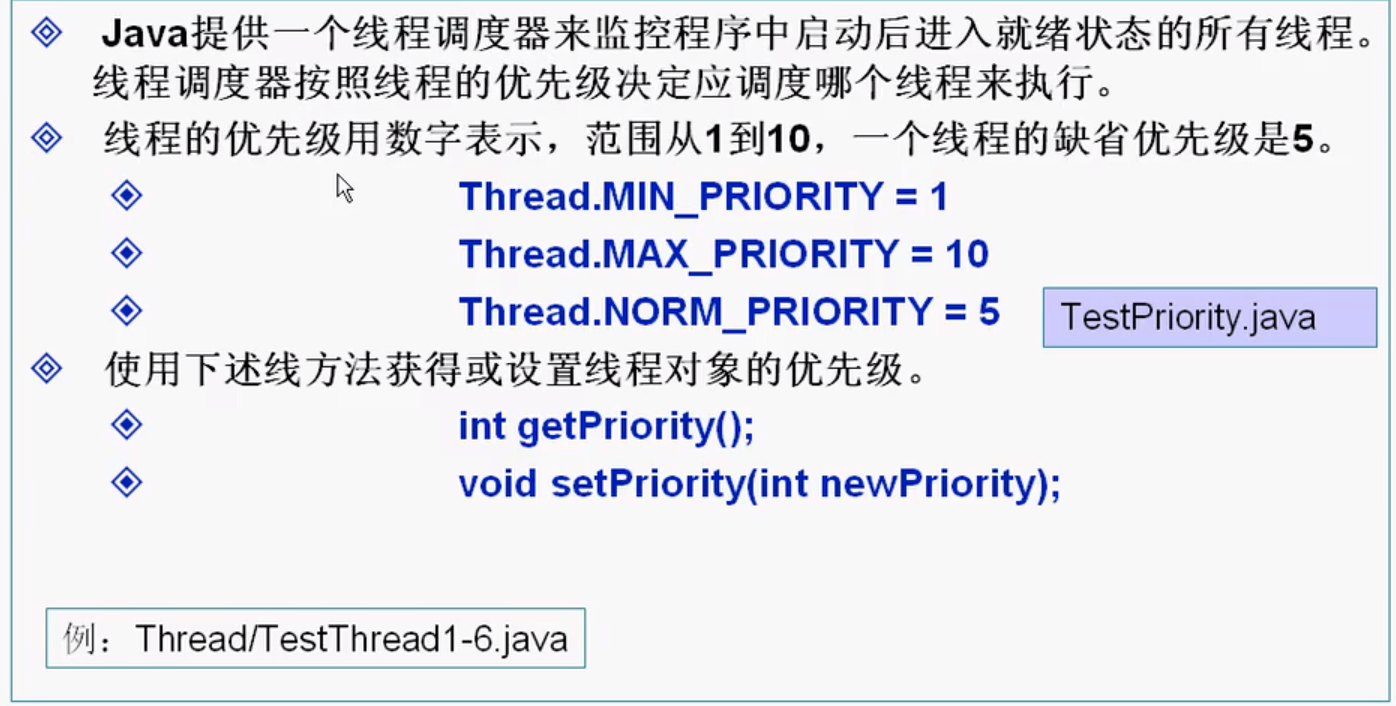 Java提供一个线程调度器来监控程序中启动后进入就绪状态的所有线程。
线程调度器按照线程的优先级决定应调度哪个线程来执行。
线程的优先级用数字表示，范围从1到10，一个线程的缺省优先级是5。
Thread.MIN_PRIORITY = 1
Thread.MAX_PRIORITY = 10
Thread.NORM_PRIORITY = 5
TestPriority.java
使用下述线方法获得或设置线程对象的优先级。
int getPriority();
void setPriority(int newPriority);
例：Thread/TestThread1-6.java